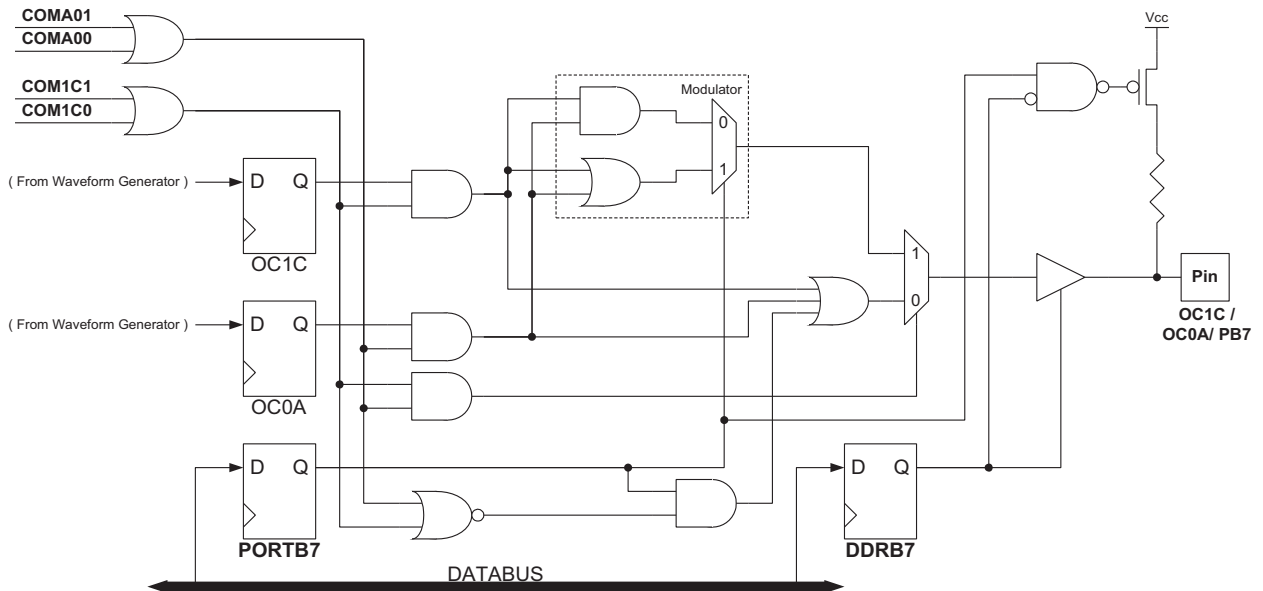 COMA01
COMA00
Vcc
COM1C1
COM1C0
Modulator
0
1
( From Waveform Generator )
D Q
OC1C
1
0
Pin
OC1C /
OC0A/ PB7
( From Waveform Generator )
D Q
OC0A
D Q
PORTB7
D Q
DDRB7
DATABUS